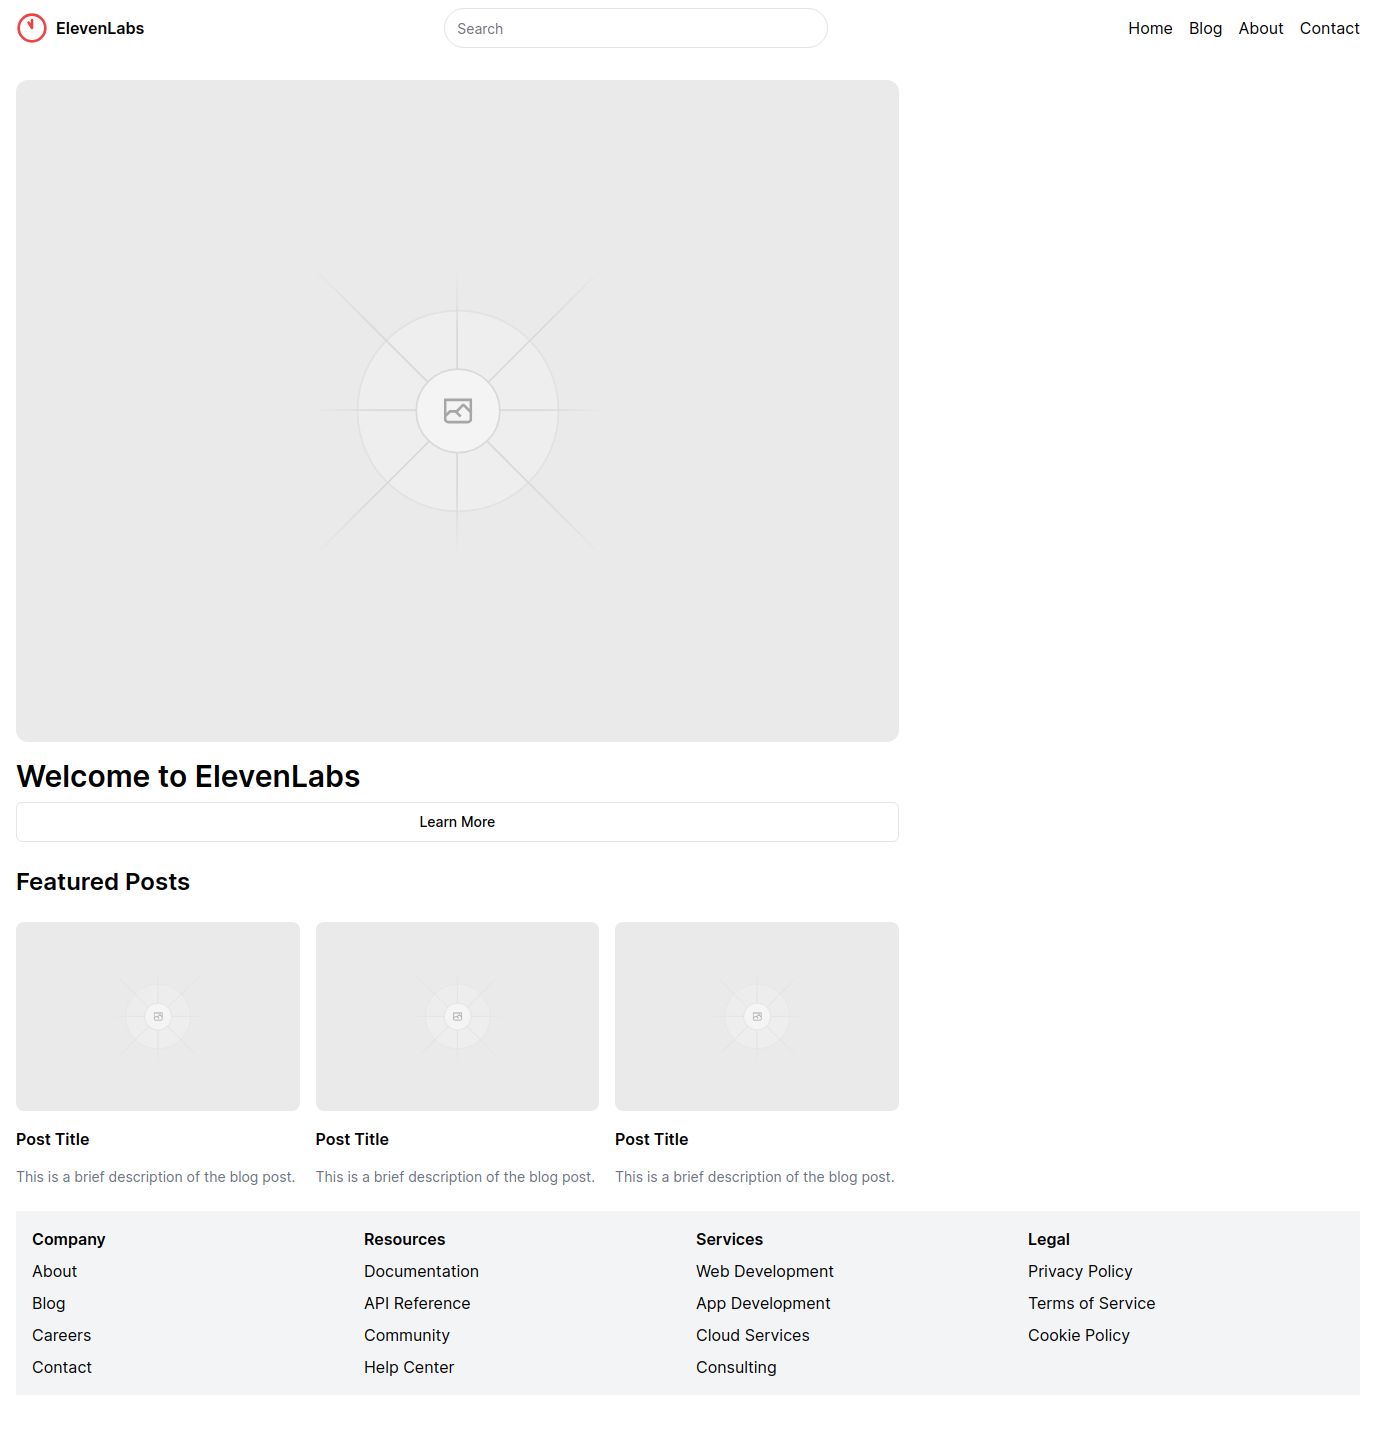 ElevenLabs
Search
Home Blog About Contact
Welcome to ElevenLabs
Learn More
Featured Posts
Post Title
This is a brief description of the blog post.
Post Title
This is a brief description of the blog post.
Post Title
This is a brief description of the blog post.
Company
About
Blog
Careers
Contact
Resources
Documentation
API Reference
Community
Help Center
Services
Web Development
App Development
Cloud Services
Consulting
Legal
Privacy Policy
Terms of Service
Cookie Policy